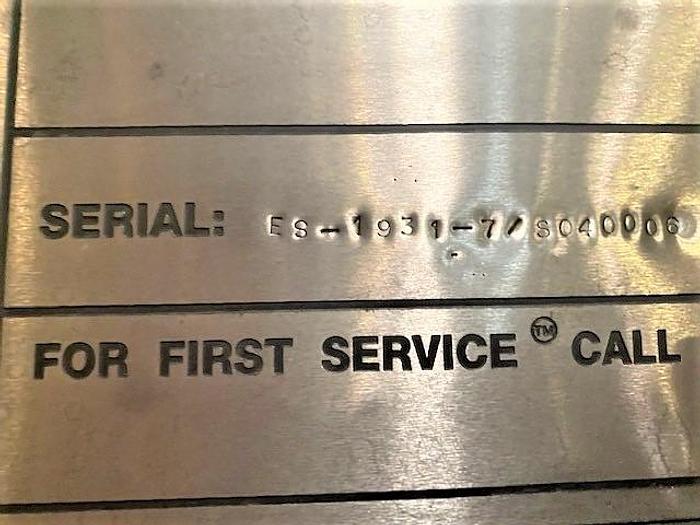 SERIAL: ES-1931-7/S040006
FOR FIRST SERVICE™ CALL